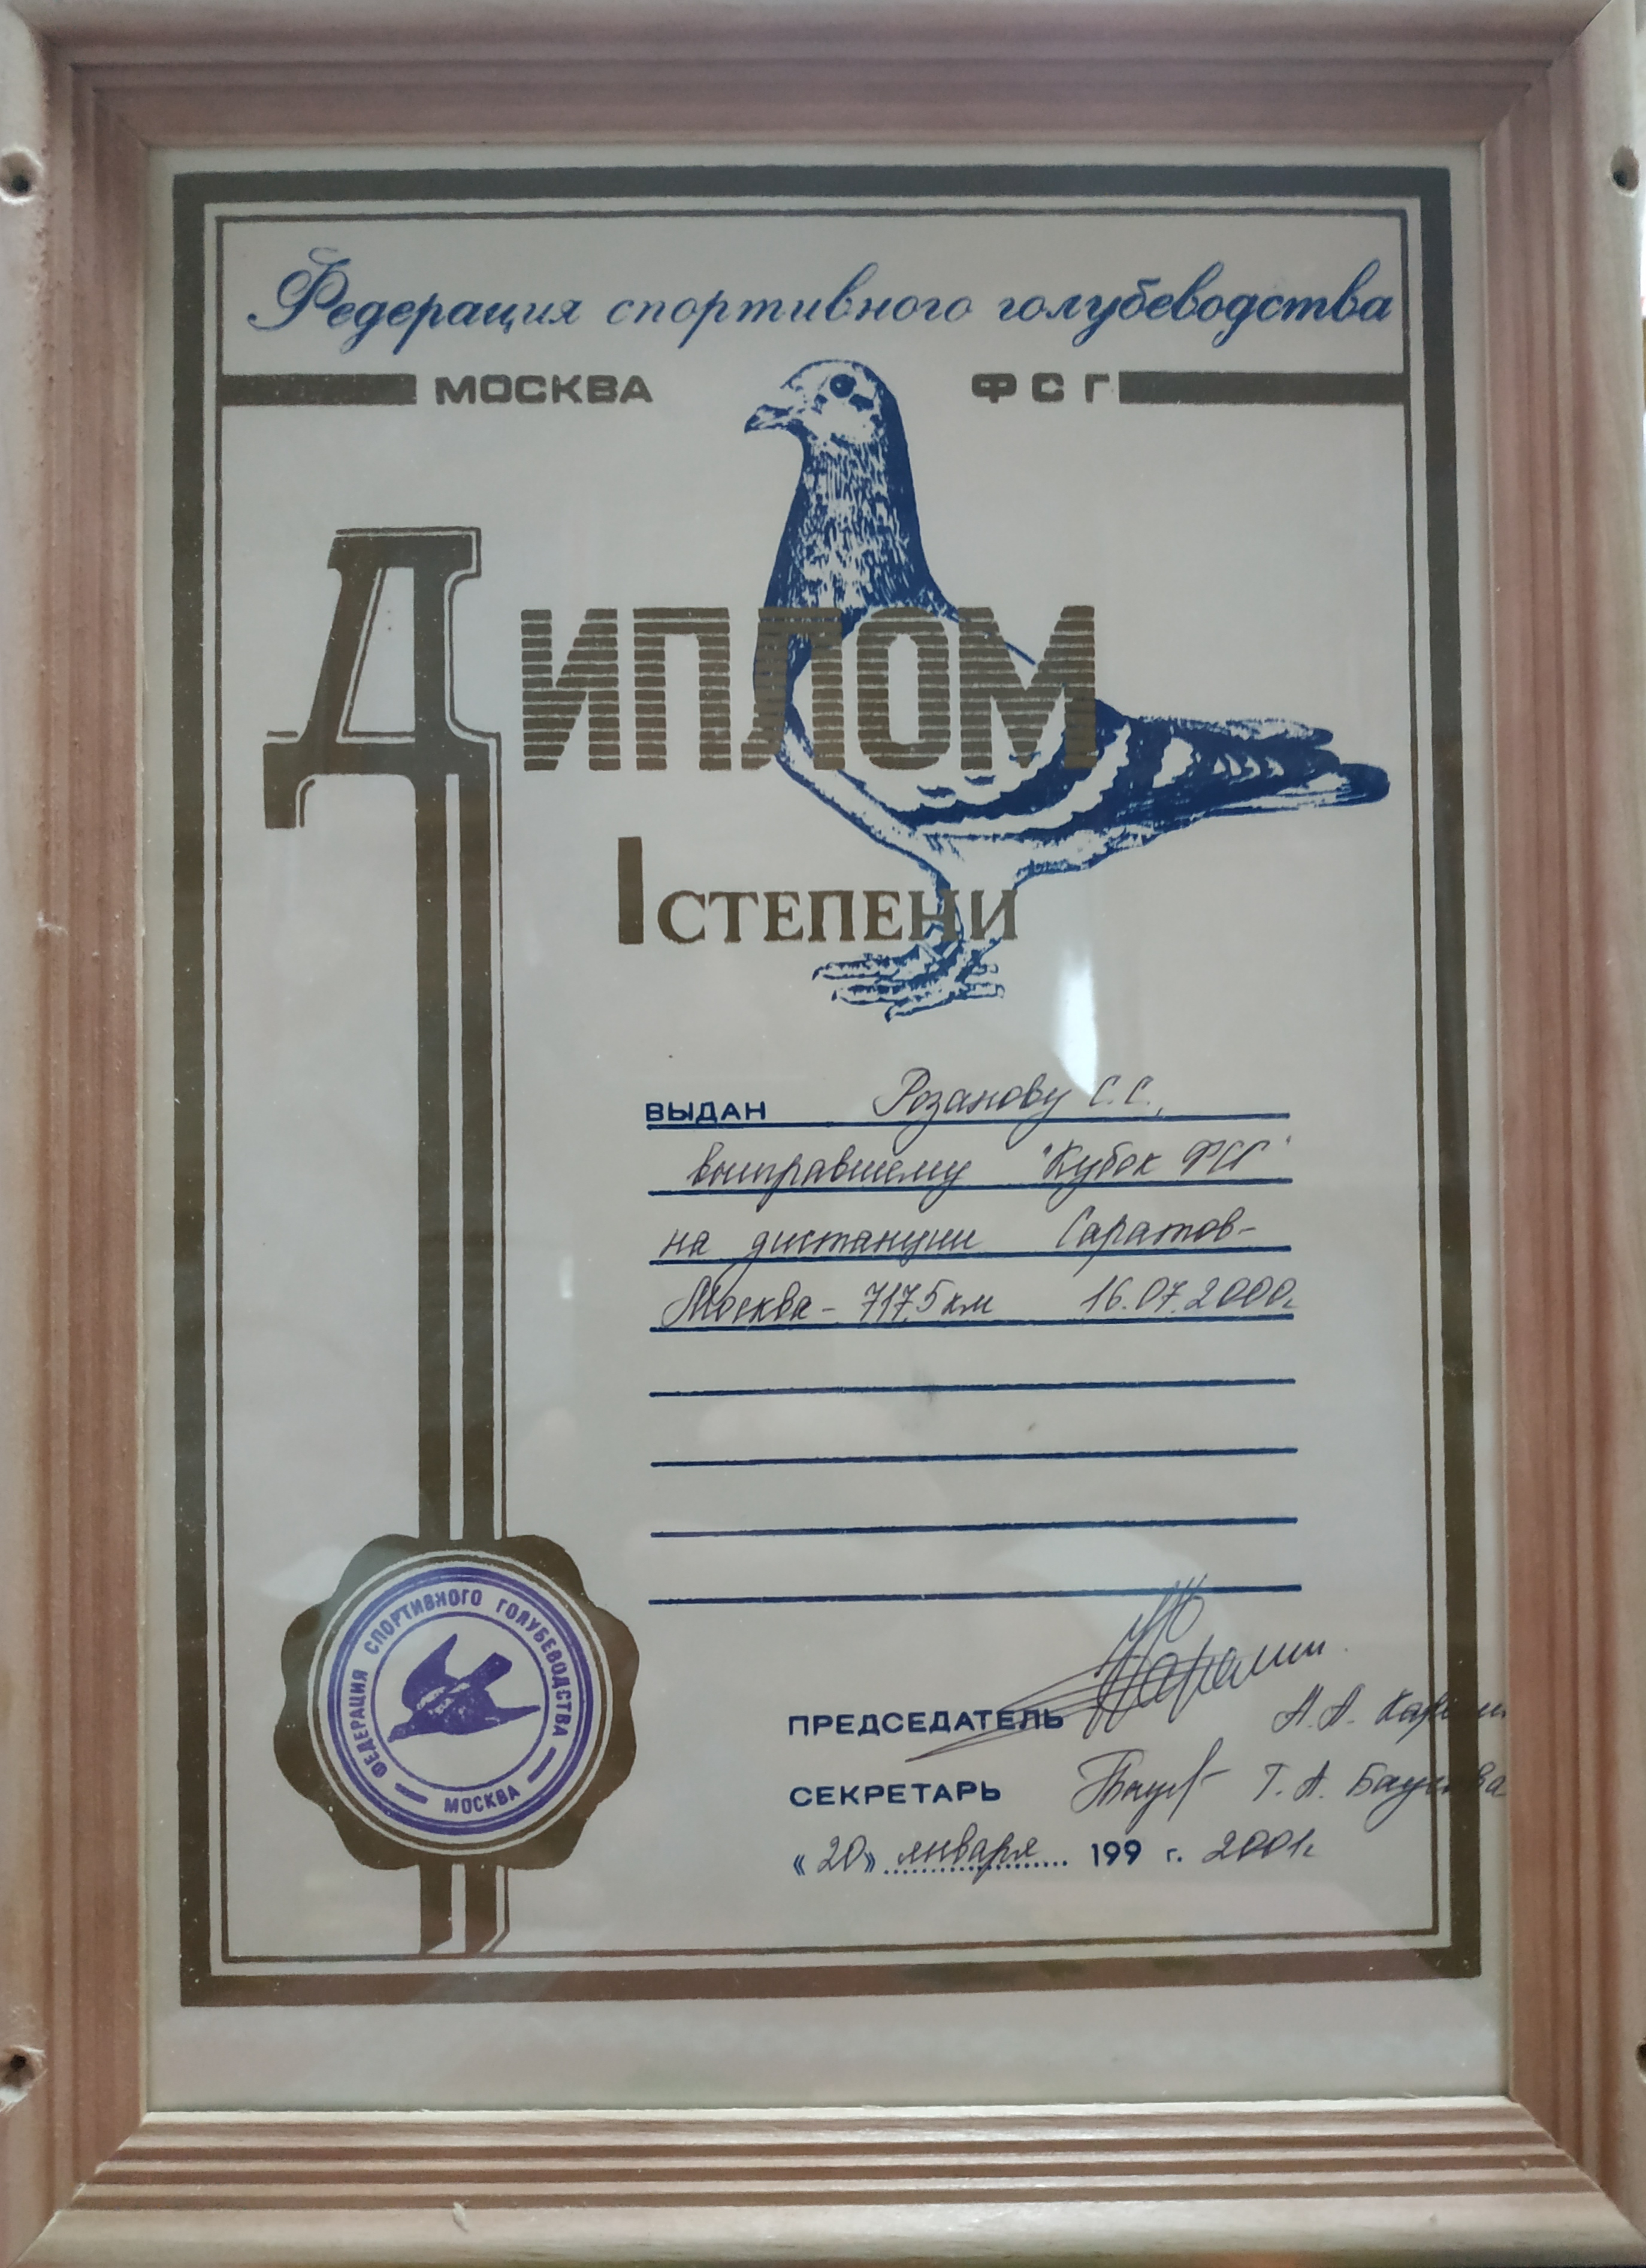 Федерация спортивного голубеводства
МОСКВА ФСГ
ДИПЛОМ
I СТЕПЕНИ
ВЫДАН Розанову С.С.,
выигравшему "Кубок ФСГ"
на дистанции Саратов-
Москва - 717,5 км 16.07.2000г.
ФЕДЕРАЦИЯ СПОРТИВНОГО ГОЛУБЕВОДСТВА
МОСКВА
ПРЕДСЕДАТЕЛЬ А.А.
СЕКРЕТАРЬ Т.А.
«20» января 199 г. 2001г.